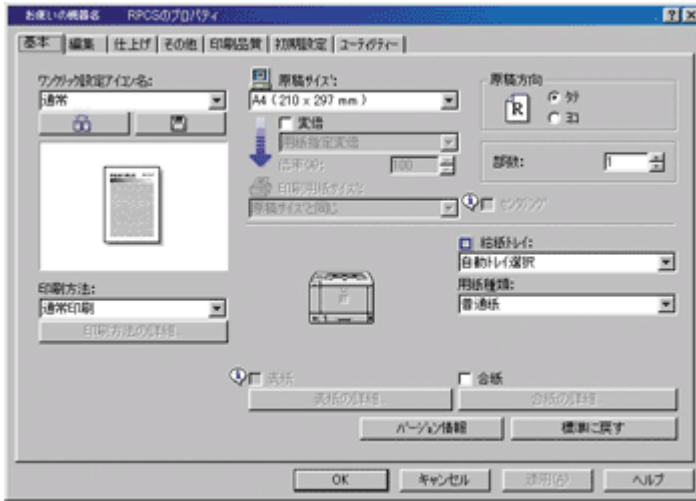 お使いの機器名 RPCSのプロパティ
基本 編集 仕上げ その他 印刷品質 初期設定 ユーティリティー
ワンクリック設定アイコン名:
通常
原稿サイズ:
A4 (210 x 297 mm)
変倍
用紙指定変倍
倍率(%): 100
印刷用紙サイズ:
原稿サイズと同じ
原稿方向
R
タテ
ヨコ
部数: 1
センタリング
給紙トレイ:
自動トレイ選択
用紙種類:
普通紙
印刷方法:
通常印刷
印刷方法の詳細...
表紙
表紙の詳細...
合紙
合紙の詳細...
バージョン情報
標準に戻す
OK キャンセル 適用(A) ヘルプ